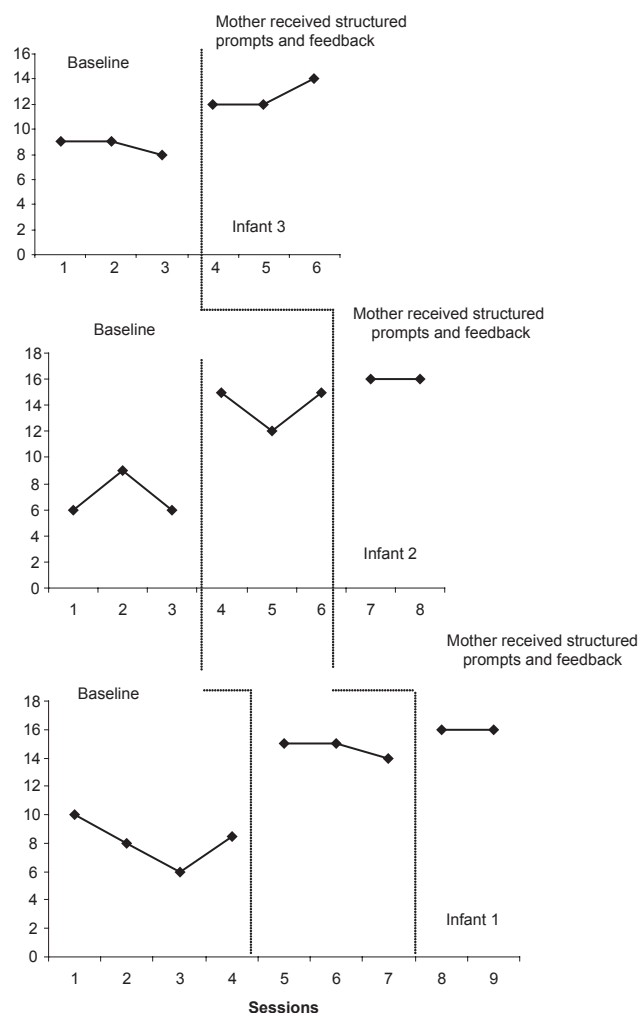 Mother received structured
prompts and feedback
Baseline
16
14
12
10
8
6
4
2
0
Infant 3
1 2 3 4 5 6
Mother received structured
prompts and feedback
Baseline
18
16
14
12
10
8
6
4
2
0
Infant 2
1 2 3 4 5 6 7 8
Mother received structured
prompts and feedback
Baseline
18
16
14
12
10
8
6
4
2
0
Infant 1
1 2 3 4 5 6 7 8 9
Sessions